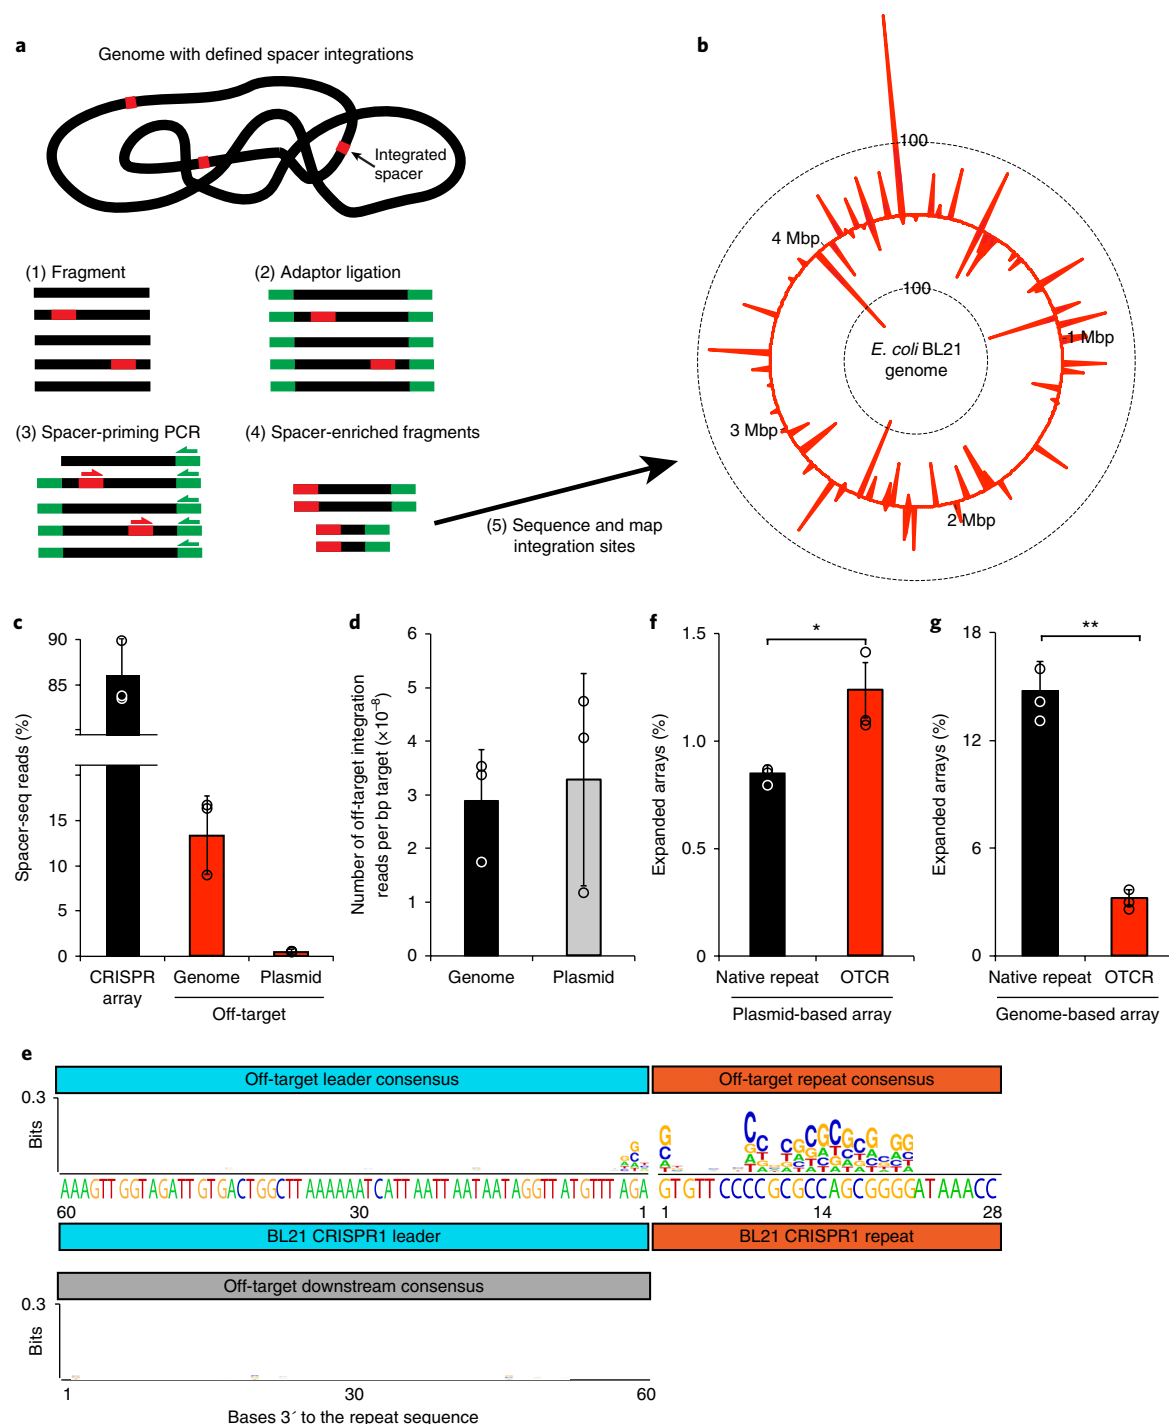 a
Genome with defined spacer integrations
Integrated
spacer
(1) Fragment
(2) Adaptor ligation
(3) Spacer-priming PCR
(4) Spacer-enriched fragments
(5) Sequence and map
integration sites
b
100
4 Mbp
100
1 Mbp
E. coli BL21
genome
3 Mbp
2 Mbp
c
Spacer-seq reads (%)
90
85
15
10
5
0
CRISPR
array
Genome
Plasmid
Off-target
d
Number of off-target integration
reads per bp target (×10−8)
6
5
4
3
2
1
0
Genome
Plasmid
f
Expanded arrays (%)
1.5
1.0
0.5
0
*
Native repeat
OTCR
Plasmid-based array
g
Expanded arrays (%)
18
12
6
0
**
Native repeat
OTCR
Genome-based array
e
Off-target leader consensus
Off-target repeat consensus
0.3
Bits
AAAGTTGGTAGATTGTGACTGGCTTAAAAAATCATTAATTAATAATAGGTTATGTTTAGA
GTGTTCCCCGCGCCAGCGGGGATAAACC
60
30
1
1
14
28
BL21 CRISPR1 leader
BL21 CRISPR1 repeat
Off-target downstream consensus
0.3
Bits
1
30
60
Bases 3′ to the repeat sequence